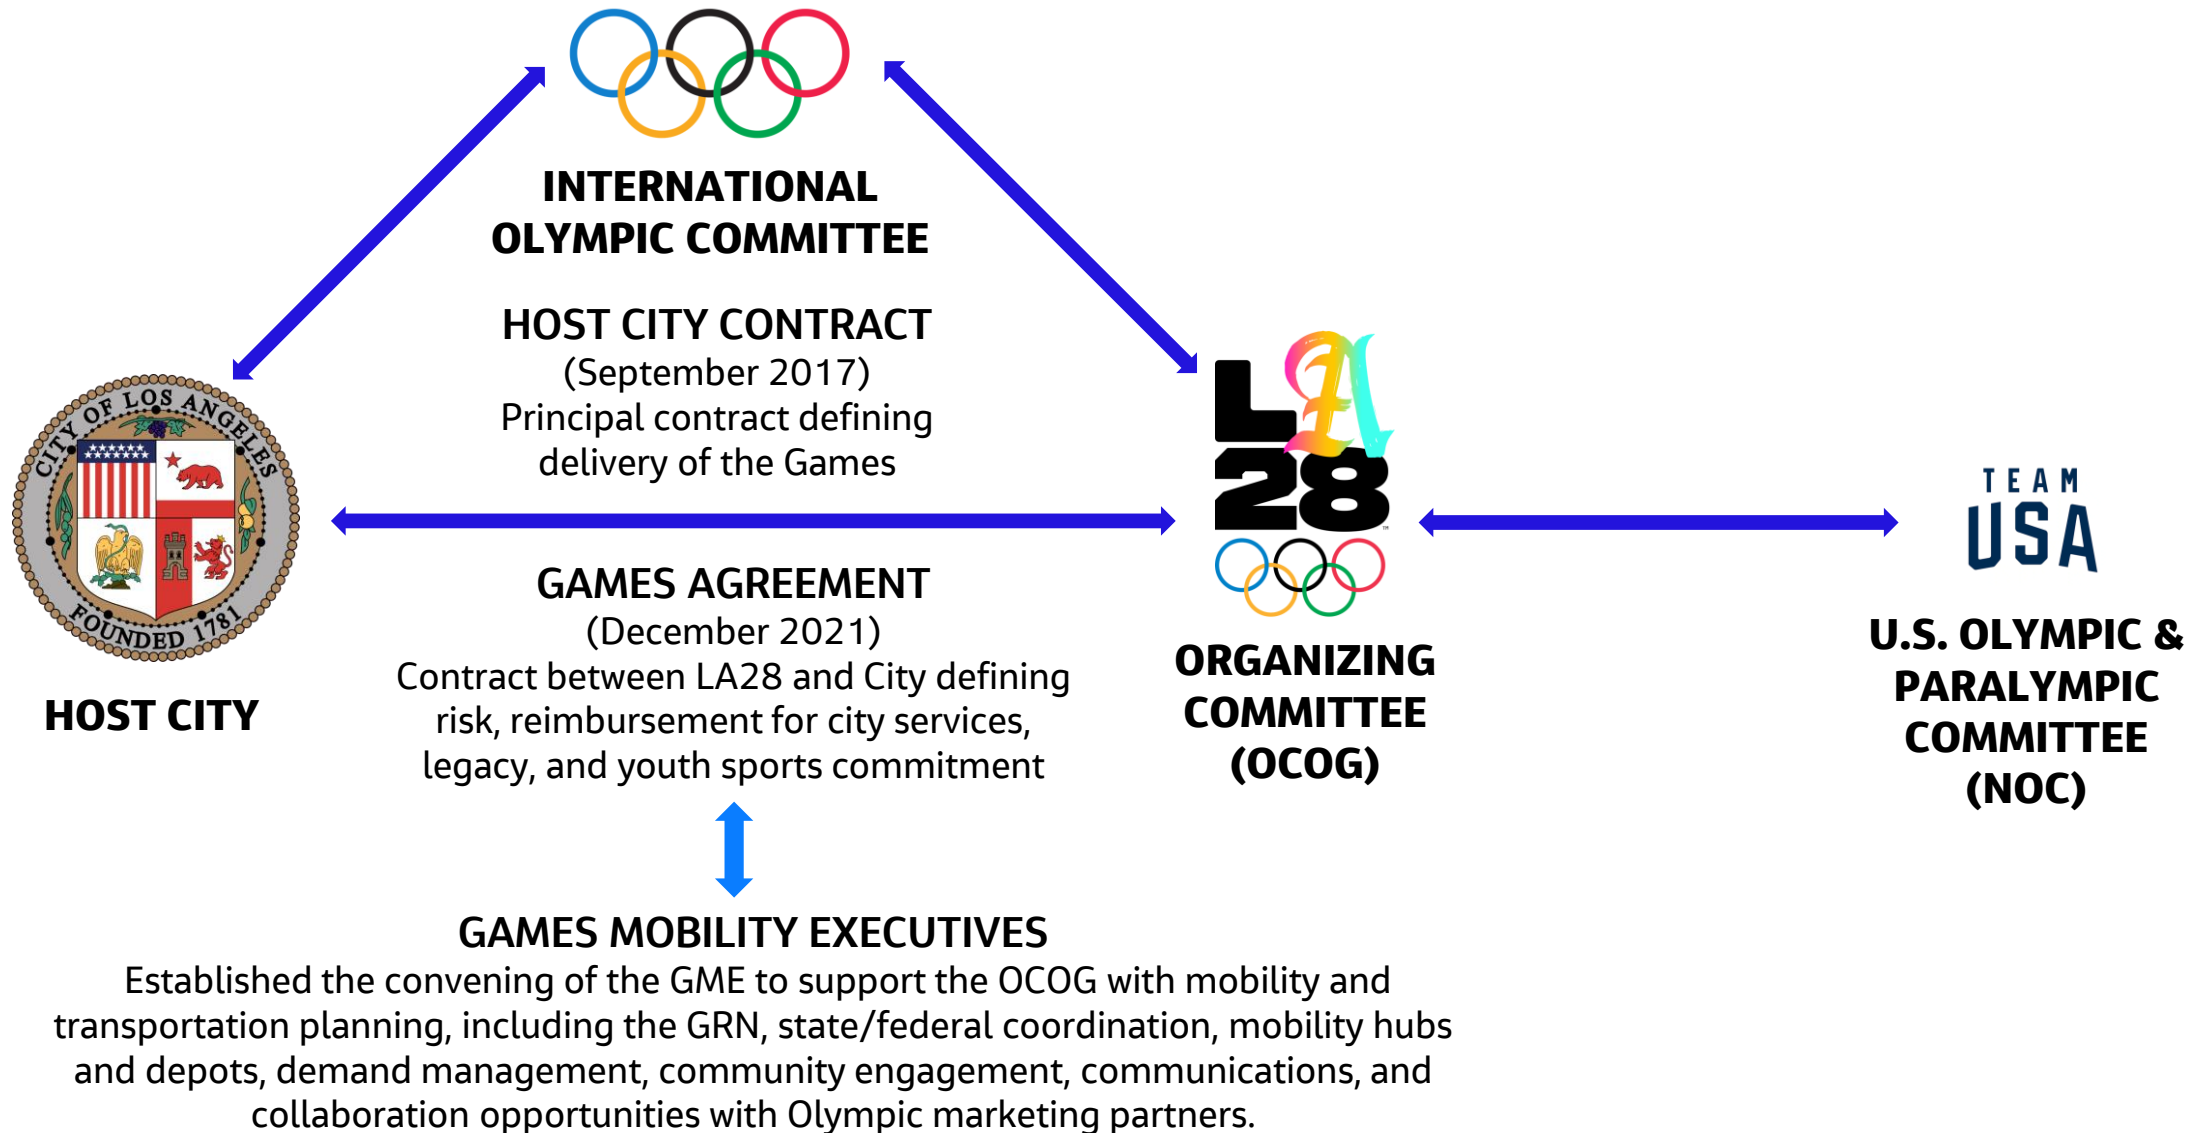 INTERNATIONAL
OLYMPIC COMMITTEE
HOST CITY CONTRACT
(September 2017)
Principal contract defining
delivery of the Games
CITY OF LOS ANGELES
FOUNDED 1781
HOST CITY
GAMES AGREEMENT
(December 2021)
Contract between LA28 and City defining
risk, reimbursement for city services,
legacy, and youth sports commitment
LA
28
ORGANIZING
COMMITTEE
(OCOG)
TEAM
USA
U.S. OLYMPIC &
PARALYMPIC
COMMITTEE
(NOC)
GAMES MOBILITY EXECUTIVES
Established the convening of the GME to support the OCOG with mobility and
transportation planning, including the GRN, state/federal coordination, mobility hubs
and depots, demand management, community engagement, communications, and
collaboration opportunities with Olympic marketing partners.